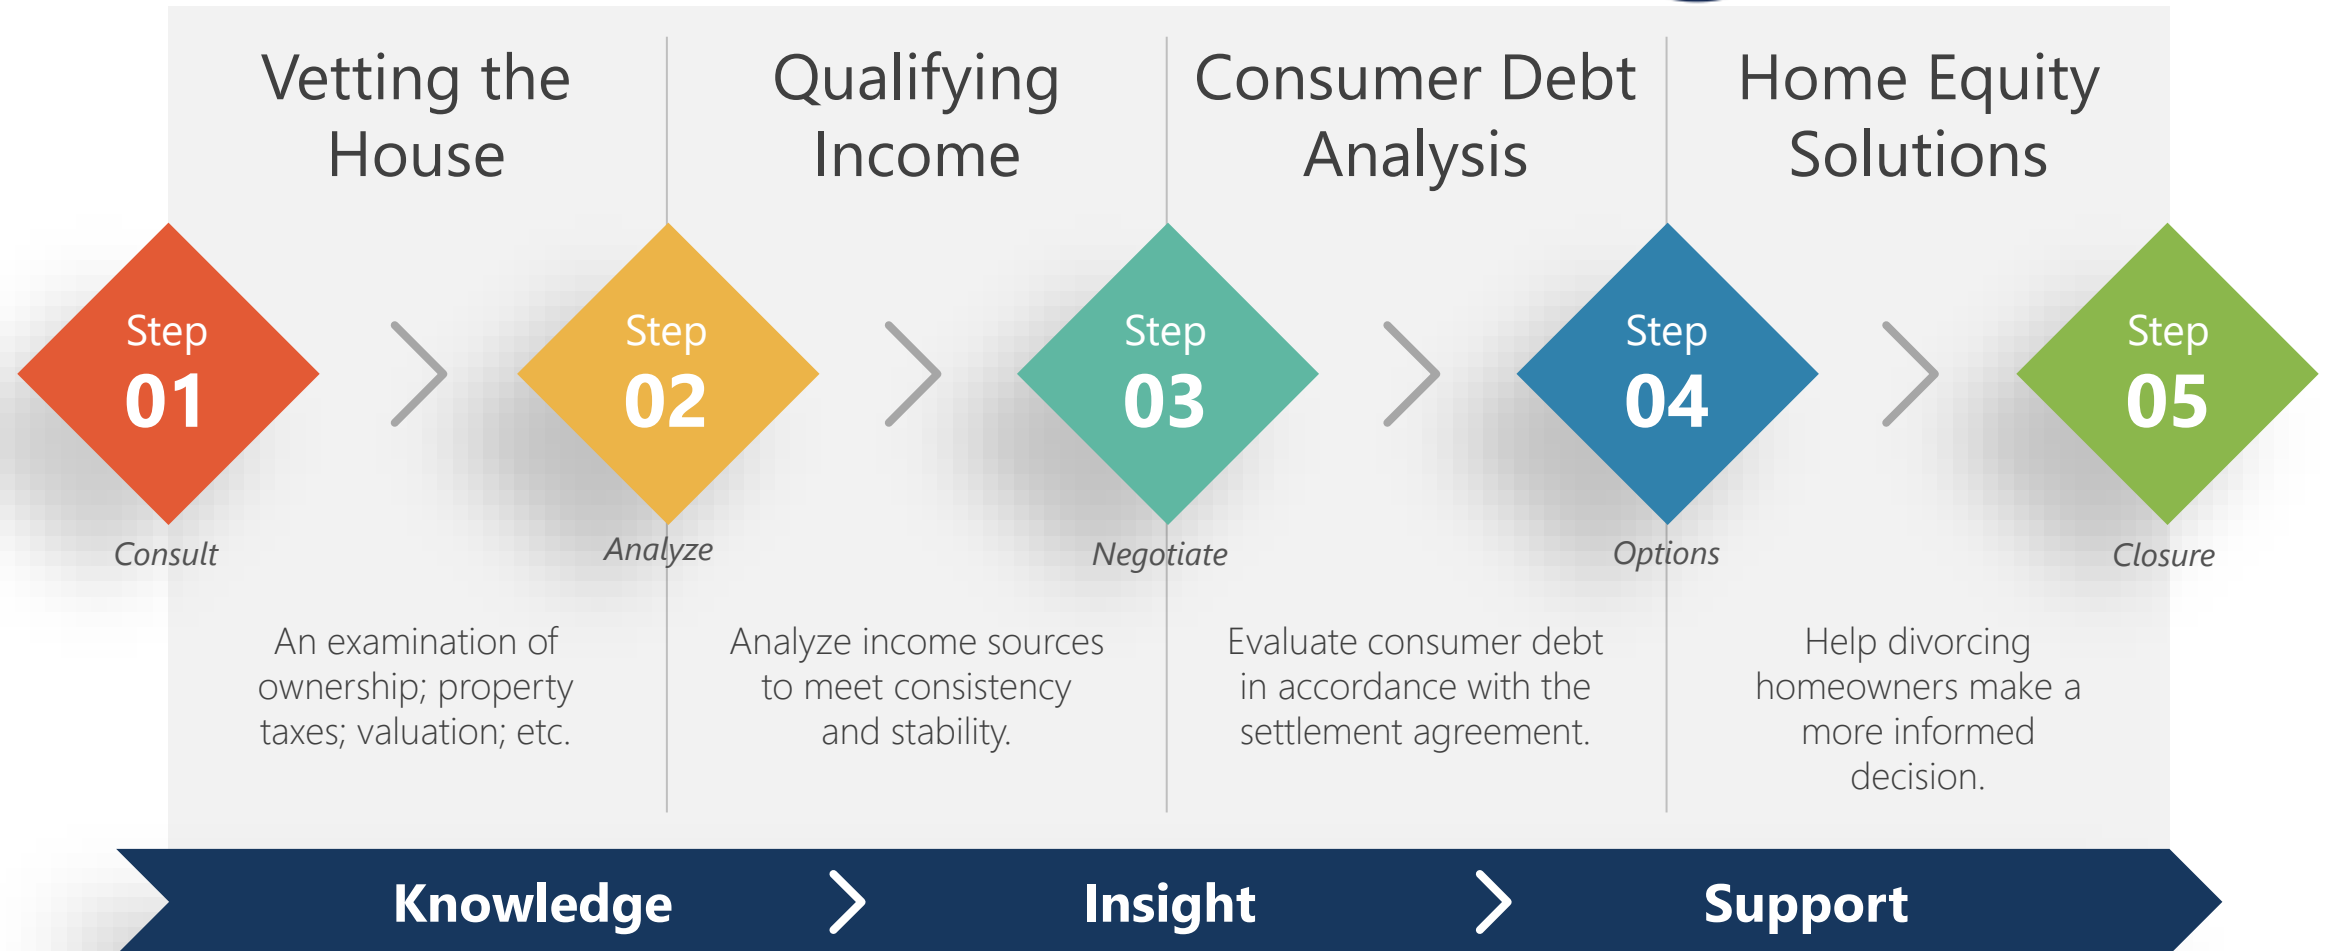 Vetting the
House
Qualifying
Income
Consumer Debt
Analysis
Home Equity
Solutions
Step
01
Step
02
Step
03
Step
04
Step
05
Consult
Analyze
Negotiate
Options
Closure
An examination of
ownership; property
taxes; valuation; etc.
Analyze income sources
to meet consistency
and stability.
Evaluate consumer debt
in accordance with the
settlement agreement.
Help divorcing
homeowners make a
more informed
decision.
Knowledge
Insight
Support